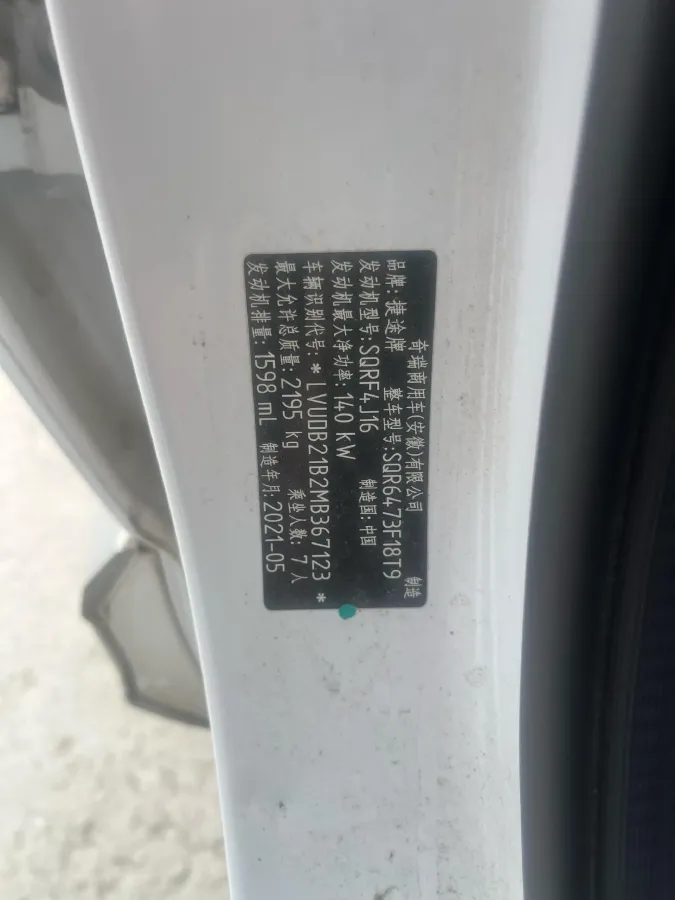 奇瑞商用车(安徽)有限公司 制造
品牌:捷途牌 整车型号:SQR6473F18T9
发动机型号:SQRF4J16 制造国:中国
发动机最大净功率:140 kW
车辆识别代号:*LVUDB21B2MB367123*
最大允许总质量:2195 kg 乘坐人数:7人
发动机排量:1598 mL 制造年月:2021-05